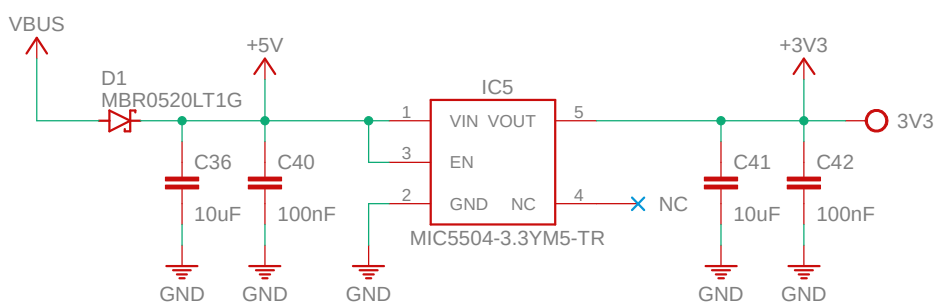 VBUS
+5V
+3V3
D1
MBR0520LT1G
IC5
1
VIN
VOUT
5
3V3
3
EN
C36
C40
C41
C42
2
GND
NC
4
NC
10uF
100nF
10uF
100nF
MIC5504-3.3YM5-TR
GND
GND
GND
GND
GND